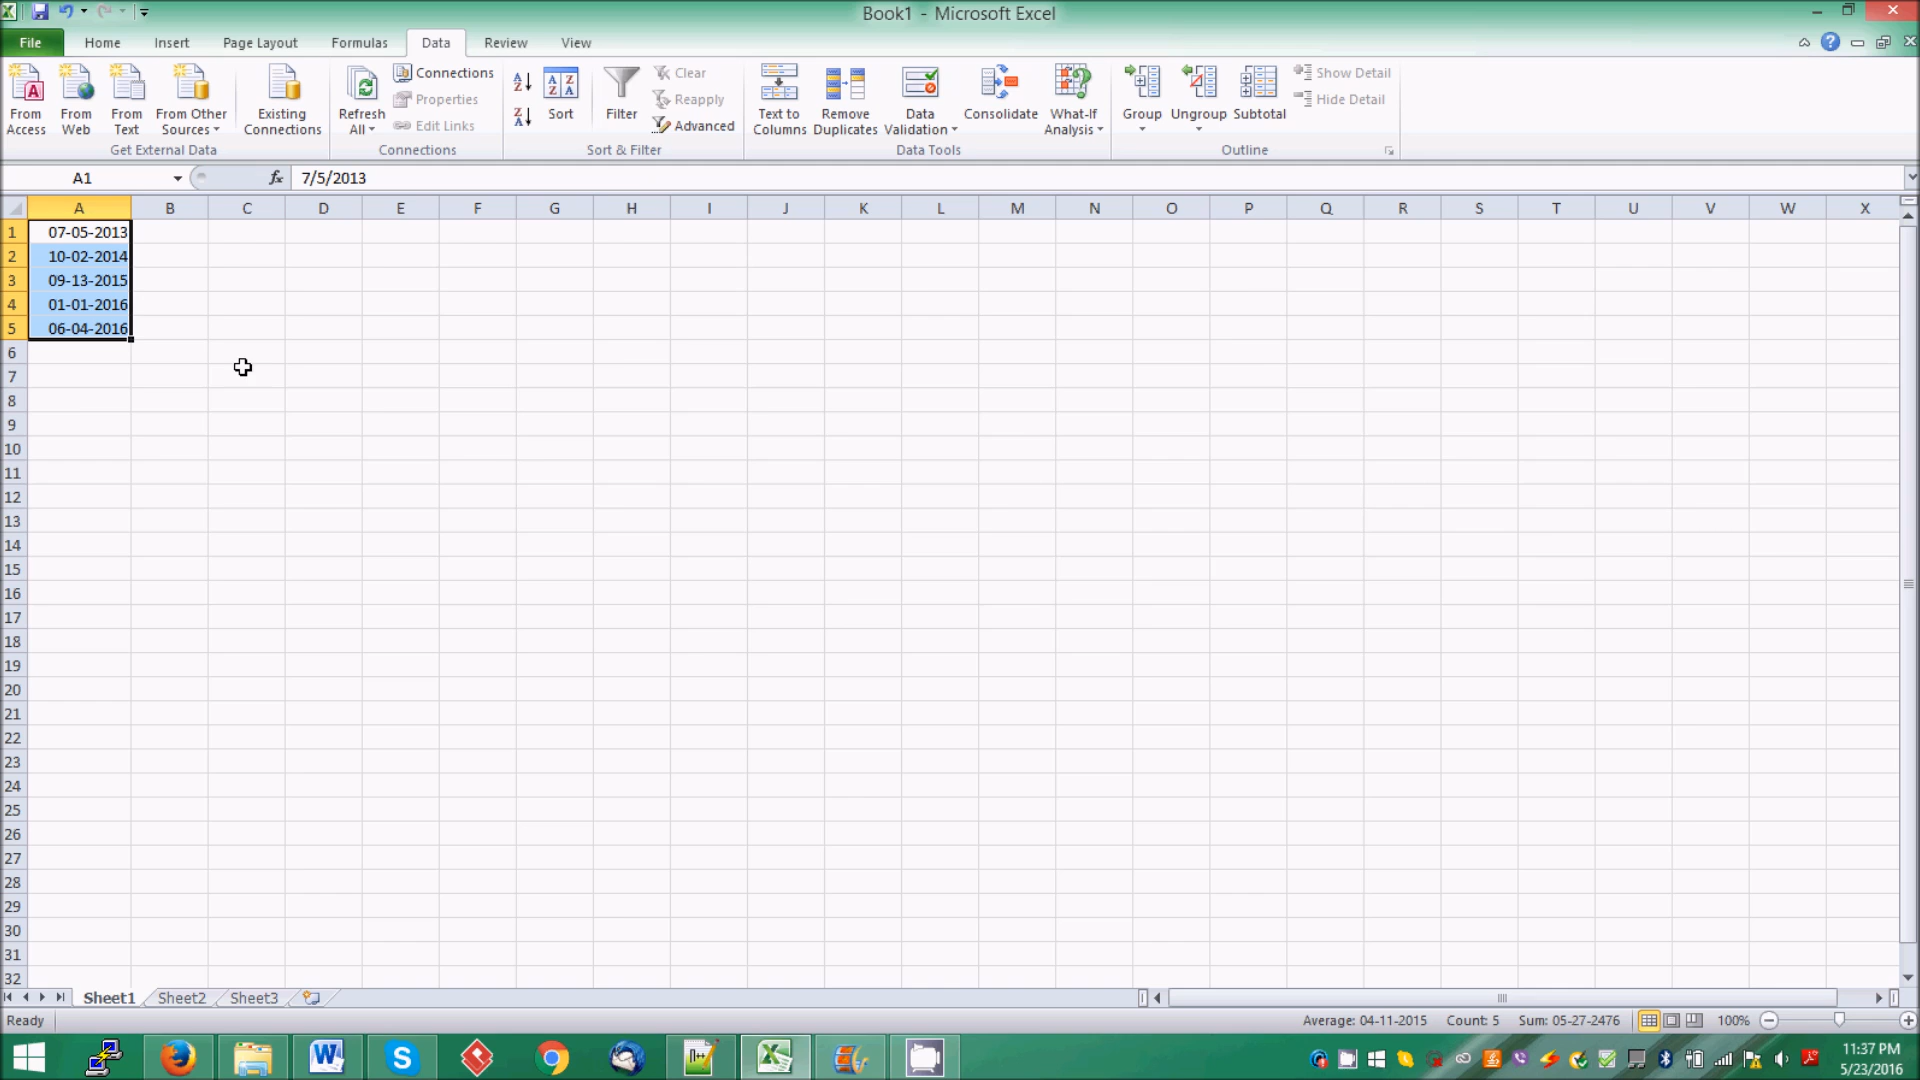 Book1 - Microsoft Excel
File Home Insert Page Layout Formulas Data Review View
From Access
From Web
From Text
From Other Sources
Existing Connections
Get External Data
Refresh All
Connections
Properties
Edit Links
Connections
Sort
Filter
Clear
Reapply
Advanced
Sort & Filter
Text to Columns
Remove Duplicates
Data Validation
Consolidate
What-If Analysis
Data Tools
Group
Ungroup
Subtotal
Show Detail
Hide Detail
Outline
A1 fx 7/5/2013
A B C D E F G H I J K L M N O P Q R S T U V W X
1 07-05-2013
2 10-02-2014
3 09-13-2015
4 01-01-2016
5 06-04-2016
6
7
8
9
10
11
12
13
14
15
16
17
18
19
20
21
22
23
24
25
26
27
28
29
30
31
32
Sheet1 Sheet2 Sheet3
Ready Average: 04-11-2015 Count: 5 Sum: 05-27-2476 100%
11:37 PM
5/23/2016